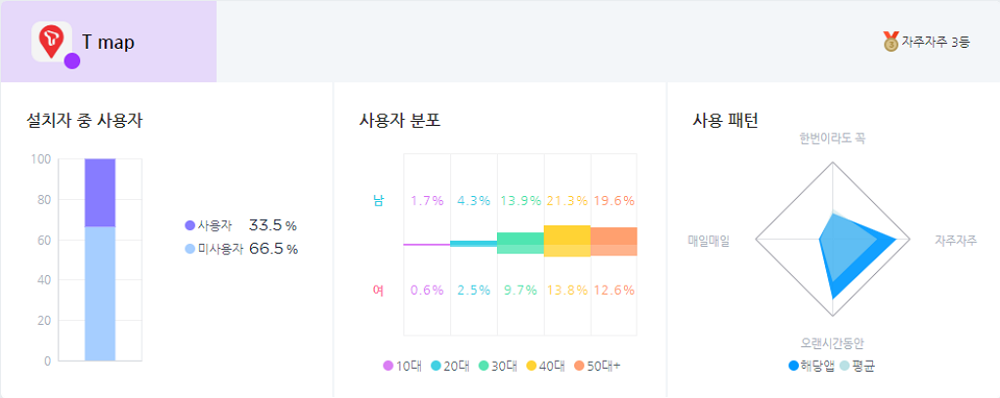 T map
자주자주 3등
설치자 중 사용자
100
80
60
40
20
0
사용자 33.5 %
미사용자 66.5 %
사용자 분포
남 1.7% 4.3% 13.9% 21.3% 19.6%
여 0.6% 2.5% 9.7% 13.8% 12.6%
10대 20대 30대 40대 50대+
사용 패턴
한번이라도 꼭
매일매일
자주자주
오랜시간동안
해당앱 평균